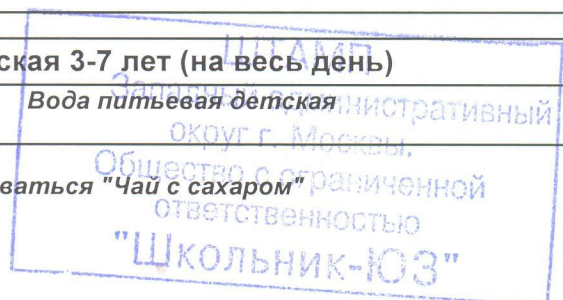 ШТАМП
ская 3-7 лет (на весь день)
Западный административный
Вода питьевая детская
округ г. Москвы.
Общество с ограниченной
ваться "Чай с сахаром"
ответственностью
"Школьник-ЮЗ"